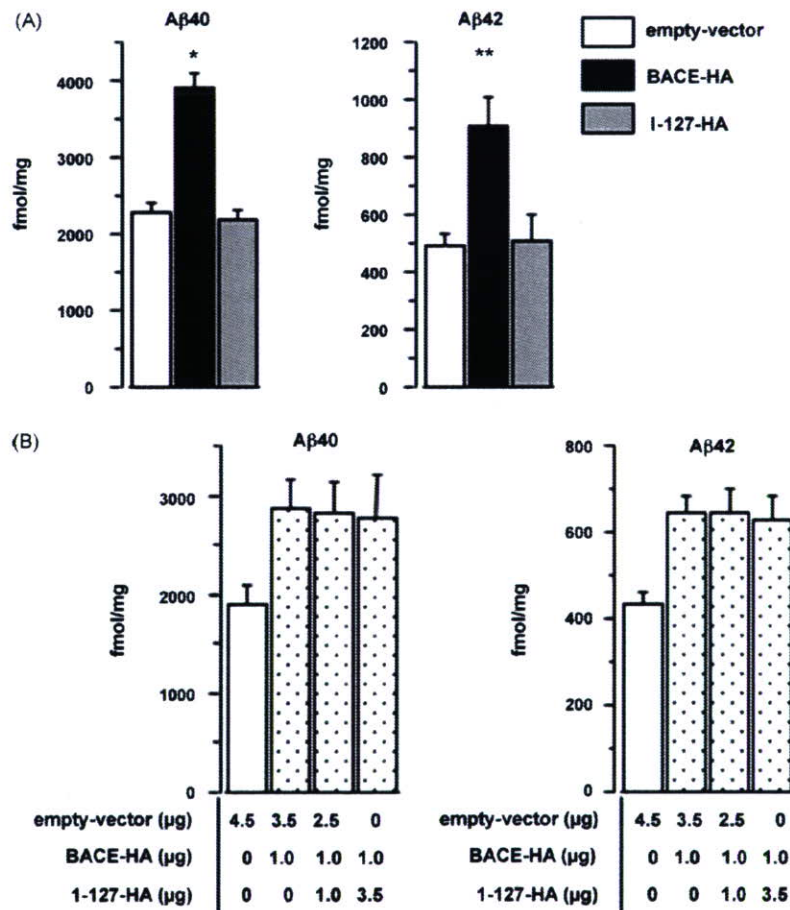 (A)
Aβ40
*
4000
3000
2000
1000
0
fmol/mg
Aβ42
**
1200
1000
800
600
400
200
0
fmol/mg
empty-vector
BACE-HA
I-127-HA
(B)
Aβ40
3000
2000
1000
0
fmol/mg
Aβ42
800
600
400
200
0
fmol/mg
empty-vector (µg) 4.5 3.5 2.5 0
BACE-HA (µg) 0 1.0 1.0 1.0
1-127-HA (µg) 0 0 1.0 3.5
empty-vector (µg) 4.5 3.5 2.5 0
BACE-HA (µg) 0 1.0 1.0 1.0
1-127-HA (µg) 0 0 1.0 3.5